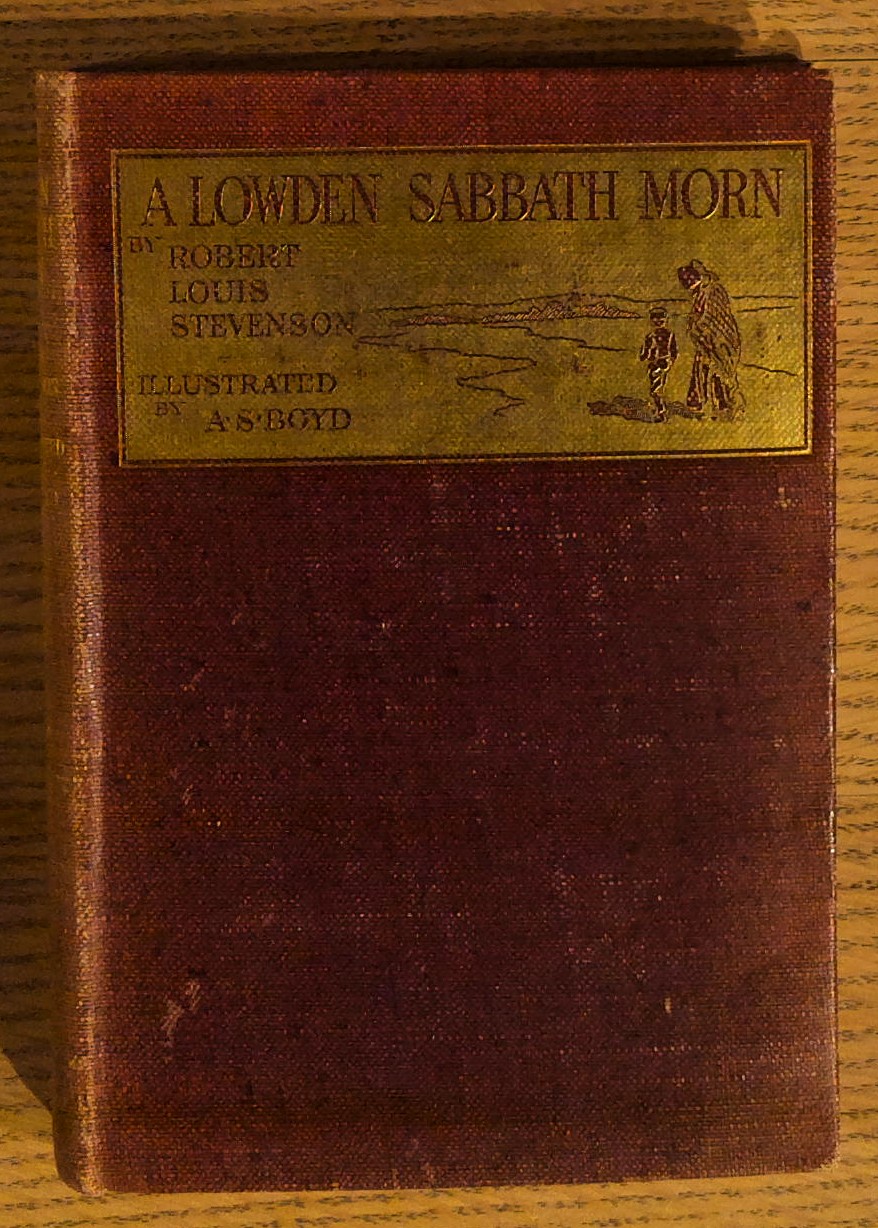 A LOWDEN SABBATH MORN
BY ROBERT
LOUIS
STEVENSON
ILLUSTRATED
BY A·S·BOYD